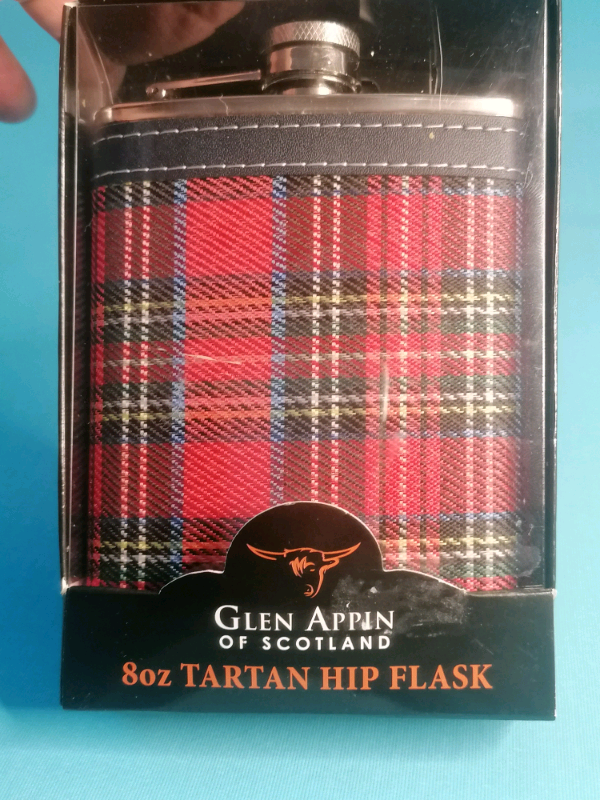 Glen Appin
OF SCOTLAND
8oz TARTAN HIP FLASK